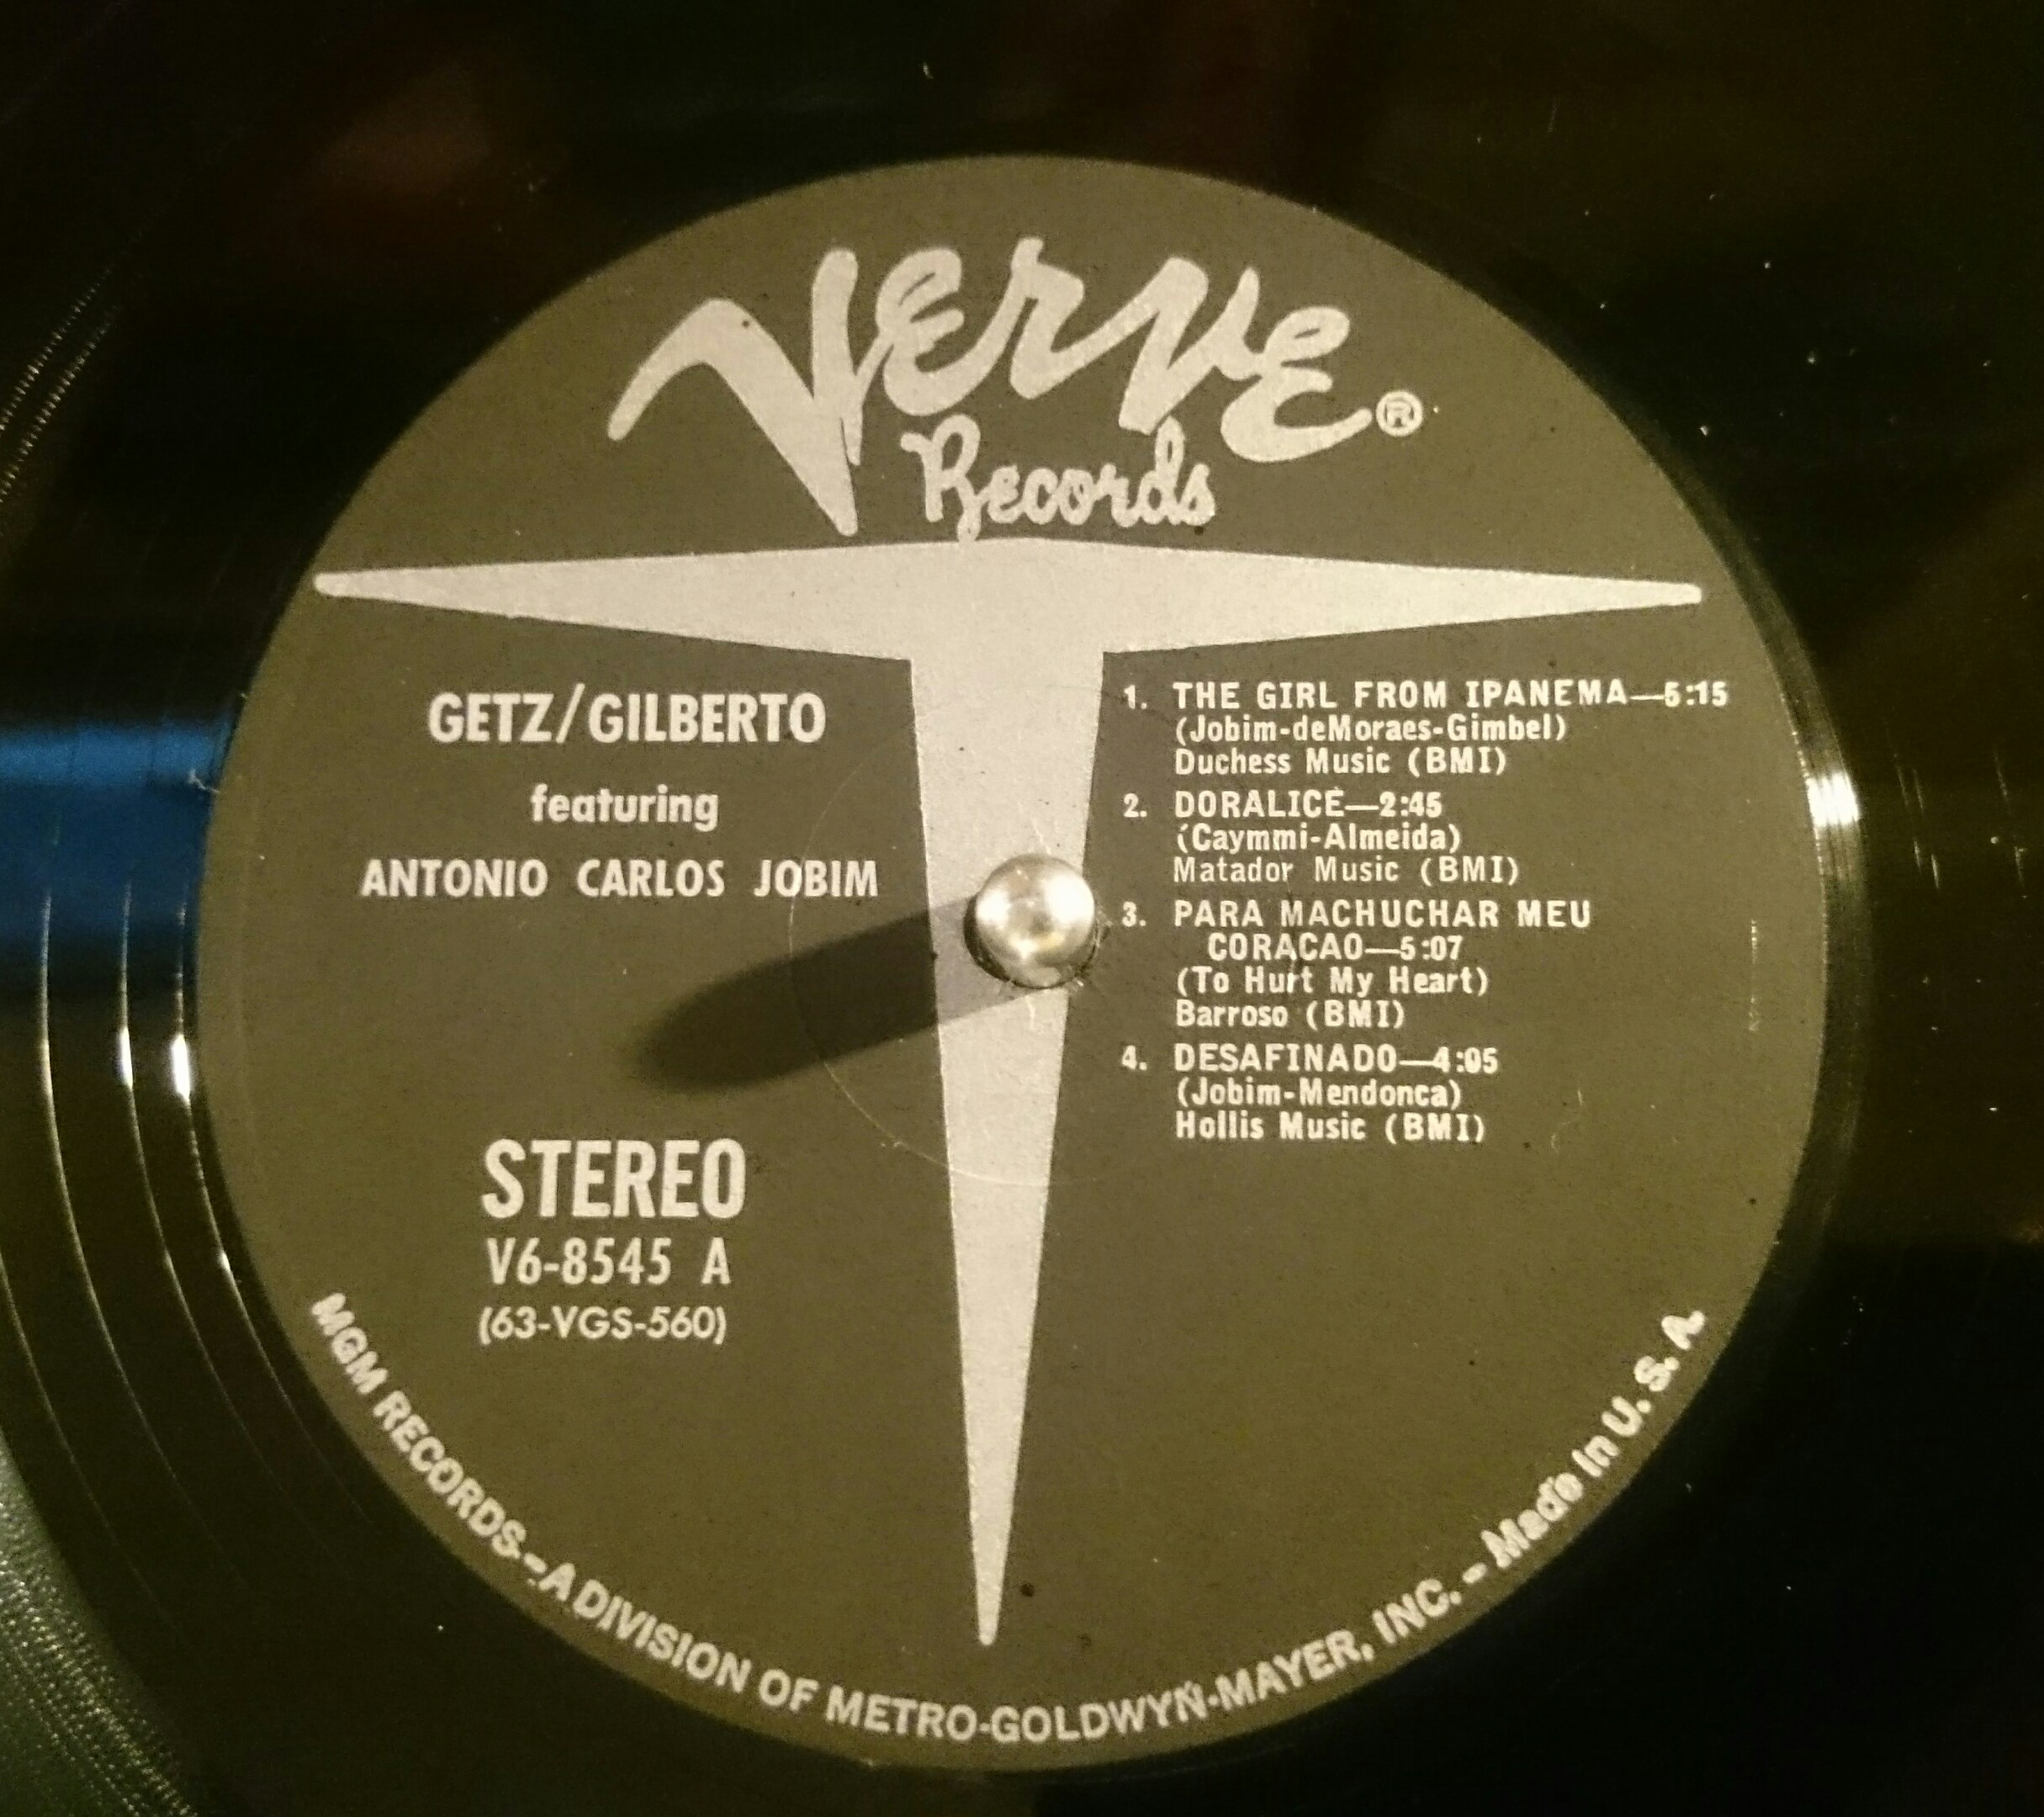 Verve®
Records
GETZ/GILBERTO
featuring
ANTONIO CARLOS JOBIM
STEREO
V6-8545 A
(63-VGS-560)
1. THE GIRL FROM IPANEMA—5:15
(Jobim-deMoraes-Gimbel)
Duchess Music (BMI)
2. DORALICE—2:45
(Caymmi-Almeida)
Matador Music (BMI)
3. PARA MACHUCHAR MEU
CORACAO—5:07
(To Hurt My Heart)
Barroso (BMI)
4. DESAFINADO—4:05
(Jobim-Mendonca)
Hollis Music (BMI)
MGM RECORDS – A DIVISION OF METRO-GOLDWYN-MAYER, INC. – Made in U. S. A.